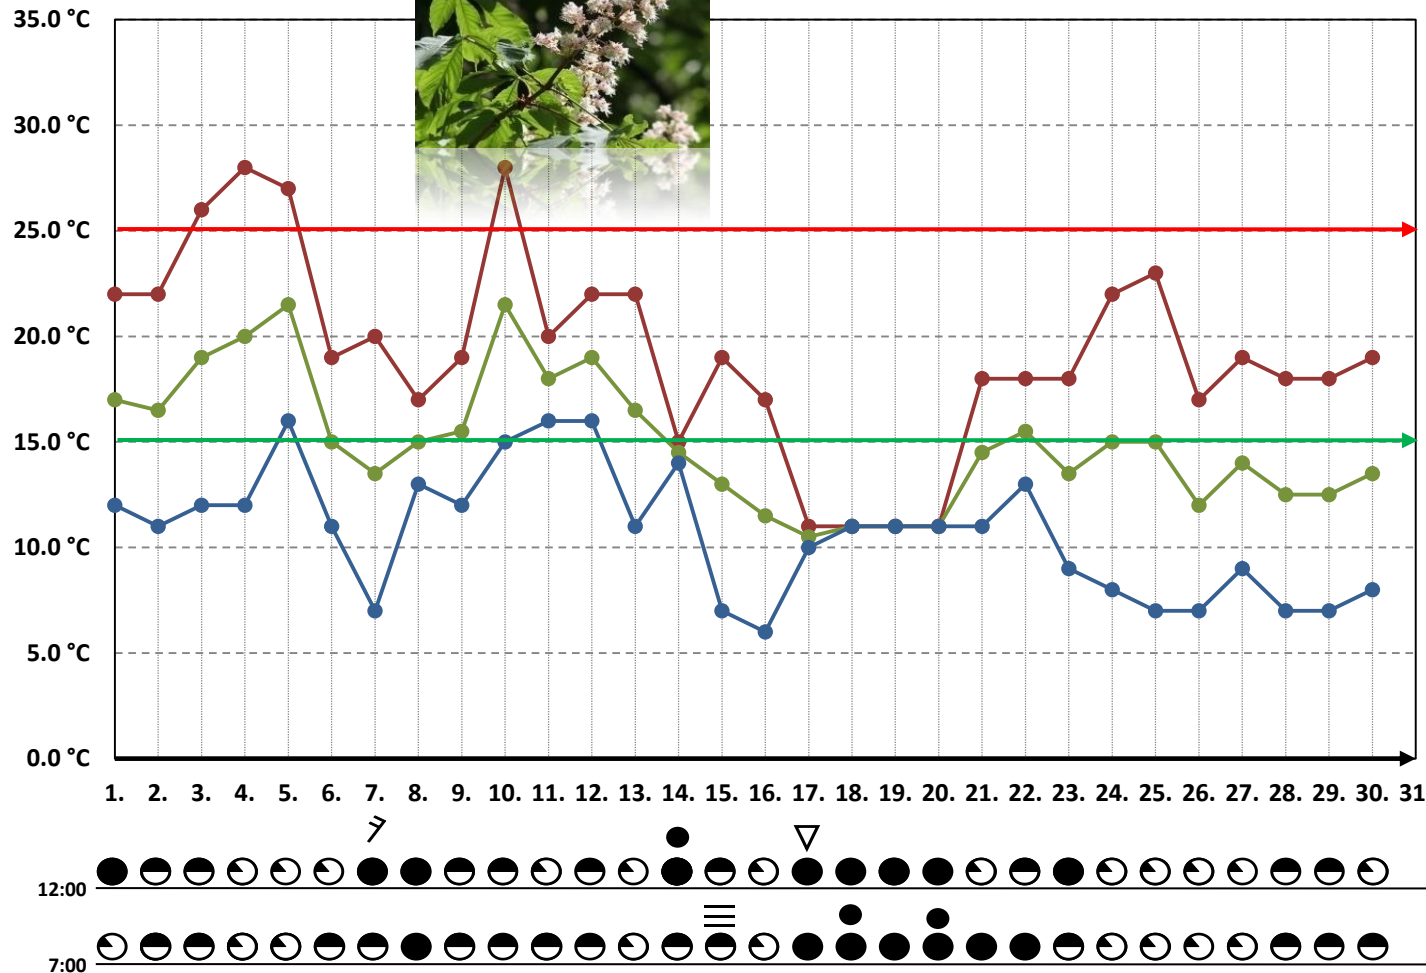 35.0 °C
30.0 °C
25.0 °C
20.0 °C
15.0 °C
10.0 °C
5.0 °C
0.0 °C
1. 2. 3. 4. 5. 6. 7. 8. 9. 10. 11. 12. 13. 14. 15. 16. 17. 18. 19. 20. 21. 22. 23. 24. 25. 26. 27. 28. 29. 30. 31
12:00
7:00